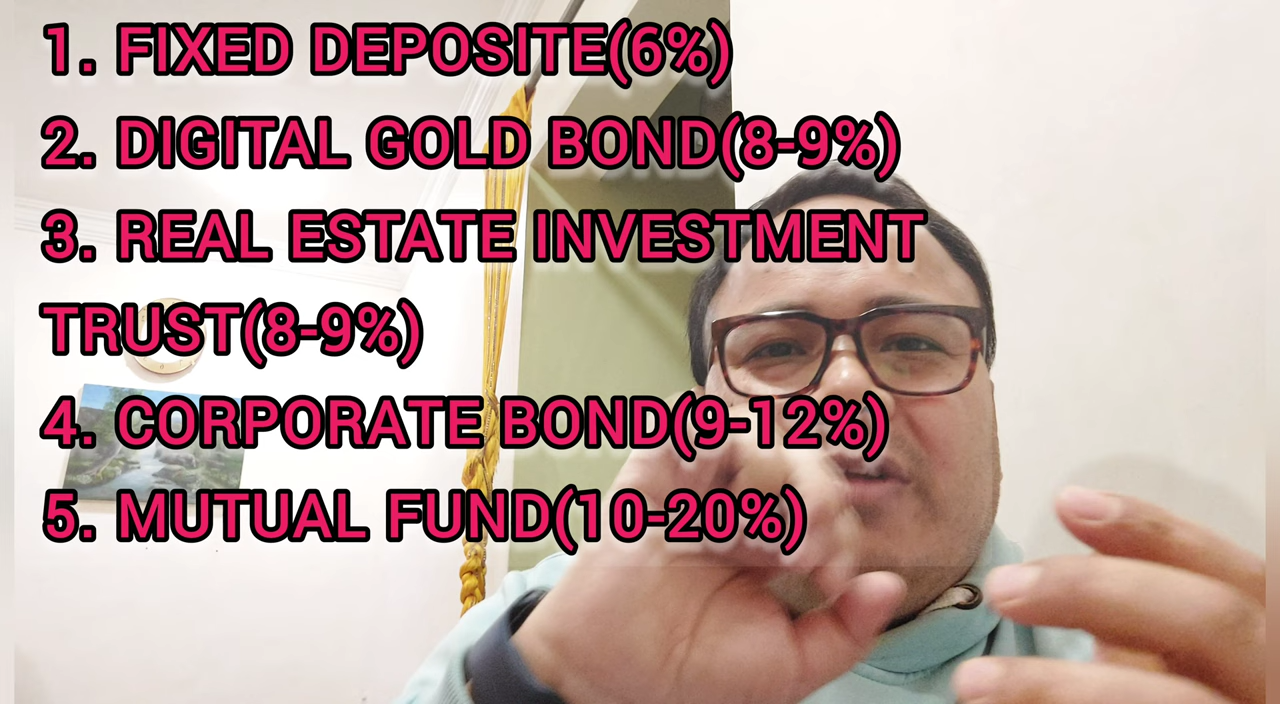 1. FIXED DEPOSITE(6%)
2. DIGITAL GOLD BOND(8-9%)
3. REAL ESTATE INVESTMENT
TRUST(8-9%)
4. CORPORATE BOND(9-12%)
5. MUTUAL FUND(10-20%)